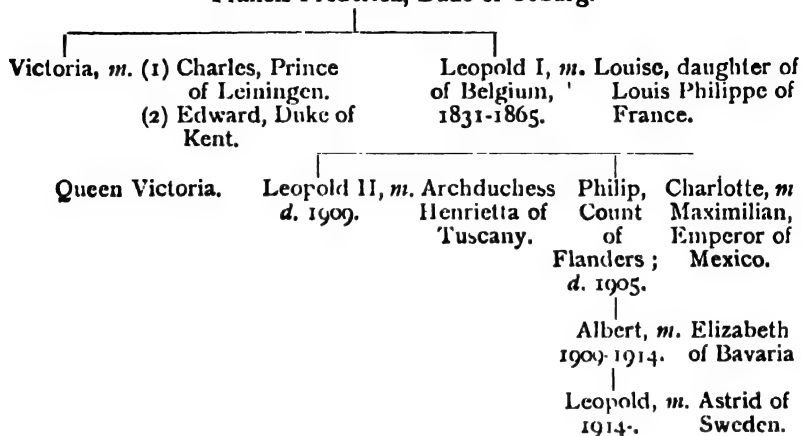 Francis Frederick, Duke of Coburg.
Victoria, m. (1) Charles, Prince
of Leiningen.
(2) Edward, Duke of
Kent.
Leopold I, m. Louise, daughter of
of Belgium, Louis Philippe of
1831-1865. France.
Queen Victoria.
Leopold II, m. Archduchess
d. 1909. Henrietta of
Tuscany.
Philip,
Count
of
Flanders ;
d. 1905.
Charlotte, m
Maximilian,
Emperor of
Mexico.
Albert, m. Elizabeth
1909-1914. of Bavaria
Leopold, m. Astrid of
1914-. Sweden.